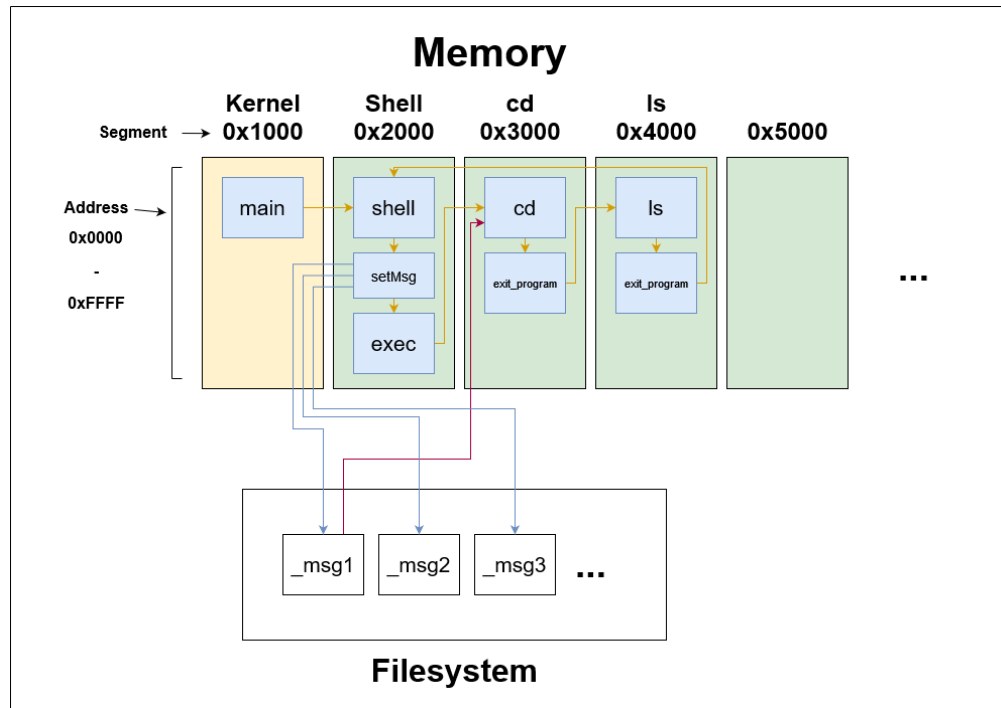 Memory
Kernel Shell cd ls
Segment 0x1000 0x2000 0x3000 0x4000 0x5000
main shell cd ls
Address
0x0000
-
0xFFFF
setMsg exit_program exit_program
...
exec
_msg1 _msg2 _msg3 ...
Filesystem